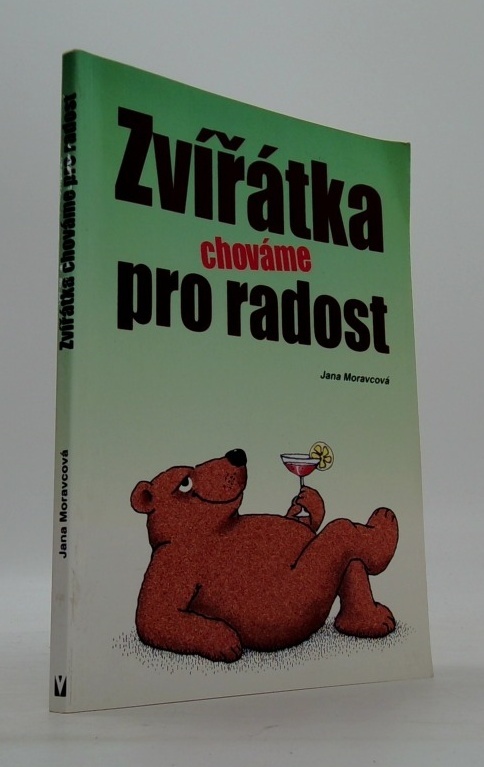 Zvířátka
chováme
pro radost
Jana Moravcová
Zvířátka chováme pro radost
Jana Moravcová